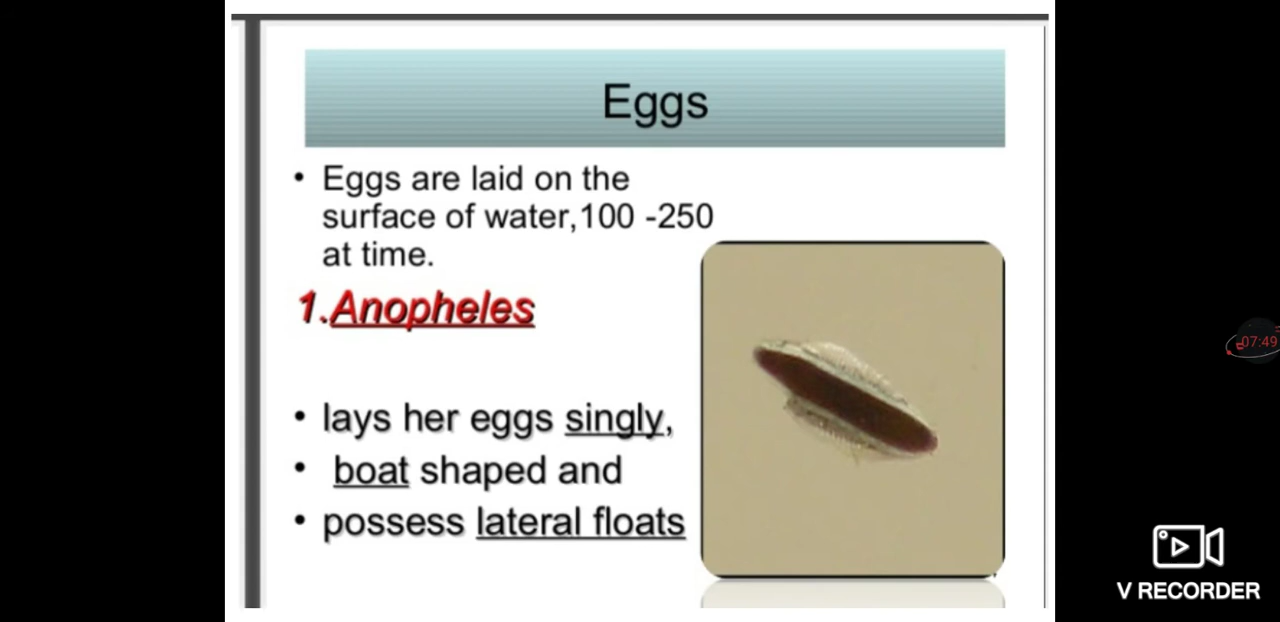 Eggs
• Eggs are laid on the
surface of water,100 -250
at time.
1.Anopheles
• lays her eggs singly,
• boat shaped and
• possess lateral floats
07:49
V RECORDER